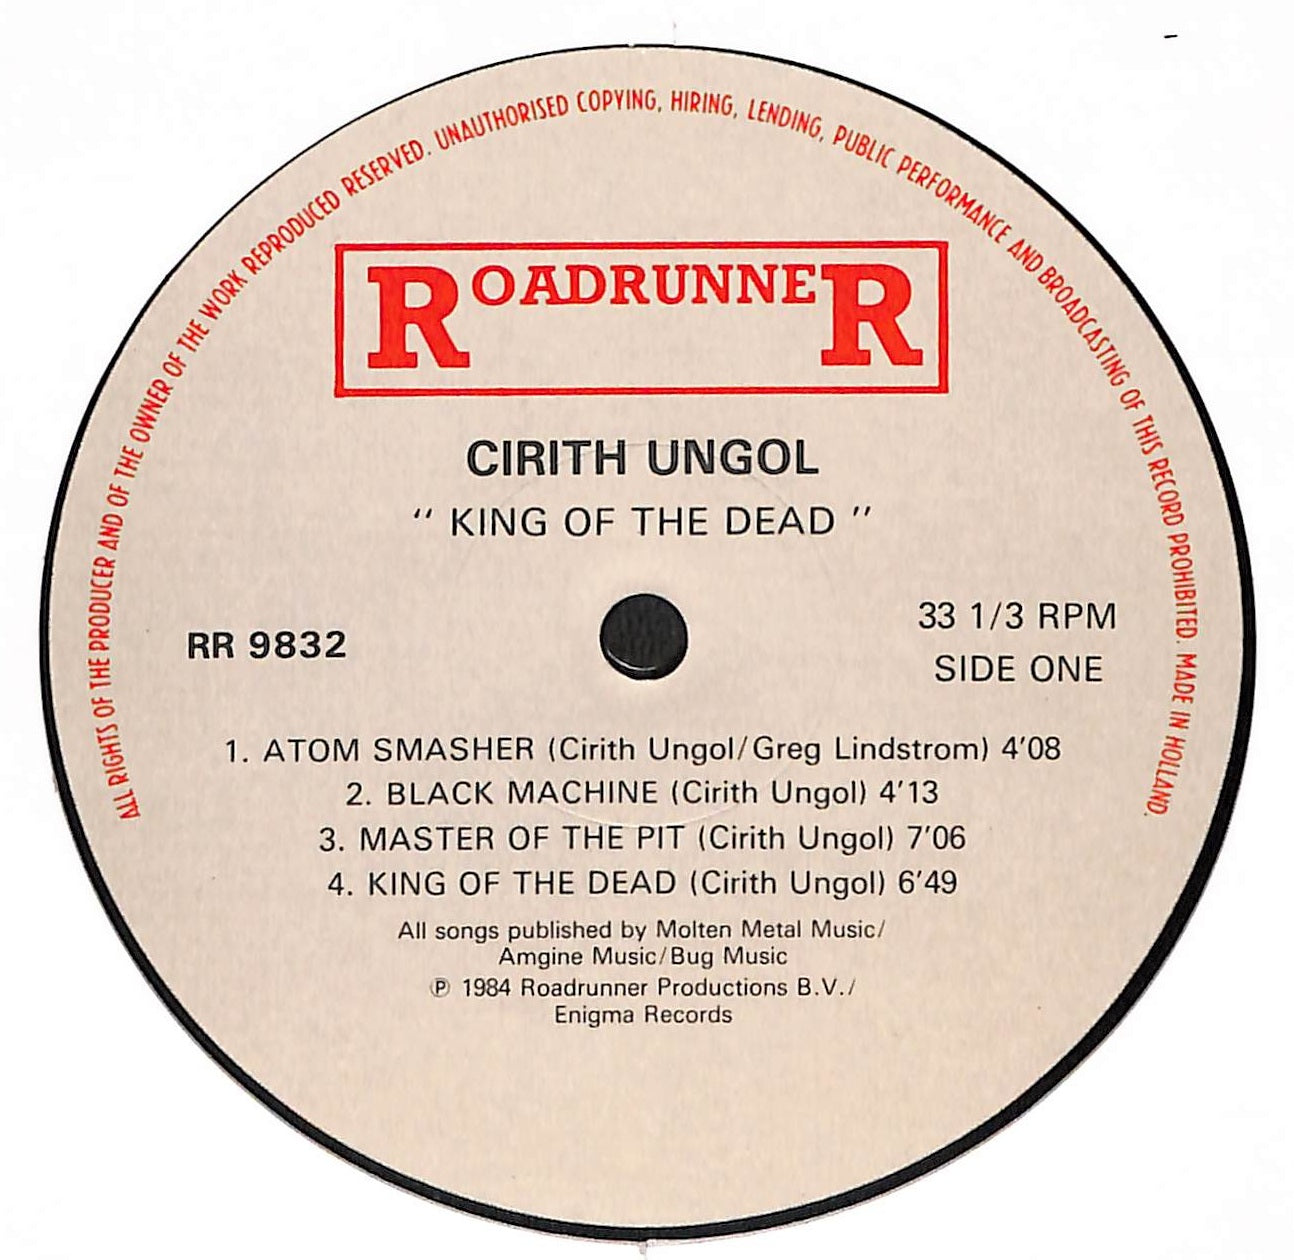 ALL RIGHTS OF THE PRODUCER AND OF THE OWNER OF THE WORK REPRODUCED RESERVED. UNAUTHORISED COPYING, HIRING, LENDING, PUBLIC PERFORMANCE AND BROADCASTING OF THIS RECORD PROHIBITED. MADE IN HOLLAND.
ROADRUNNER
CIRITH UNGOL
" KING OF THE DEAD "
RR 9832
33 1/3 RPM
SIDE ONE
1. ATOM SMASHER (Cirith Ungol/Greg Lindstrom) 4'08
2. BLACK MACHINE (Cirith Ungol) 4'13
3. MASTER OF THE PIT (Cirith Ungol) 7'06
4. KING OF THE DEAD (Cirith Ungol) 6'49
All songs published by Molten Metal Music/
Amgine Music/Bug Music
℗ 1984 Roadrunner Productions B.V./
Enigma Records